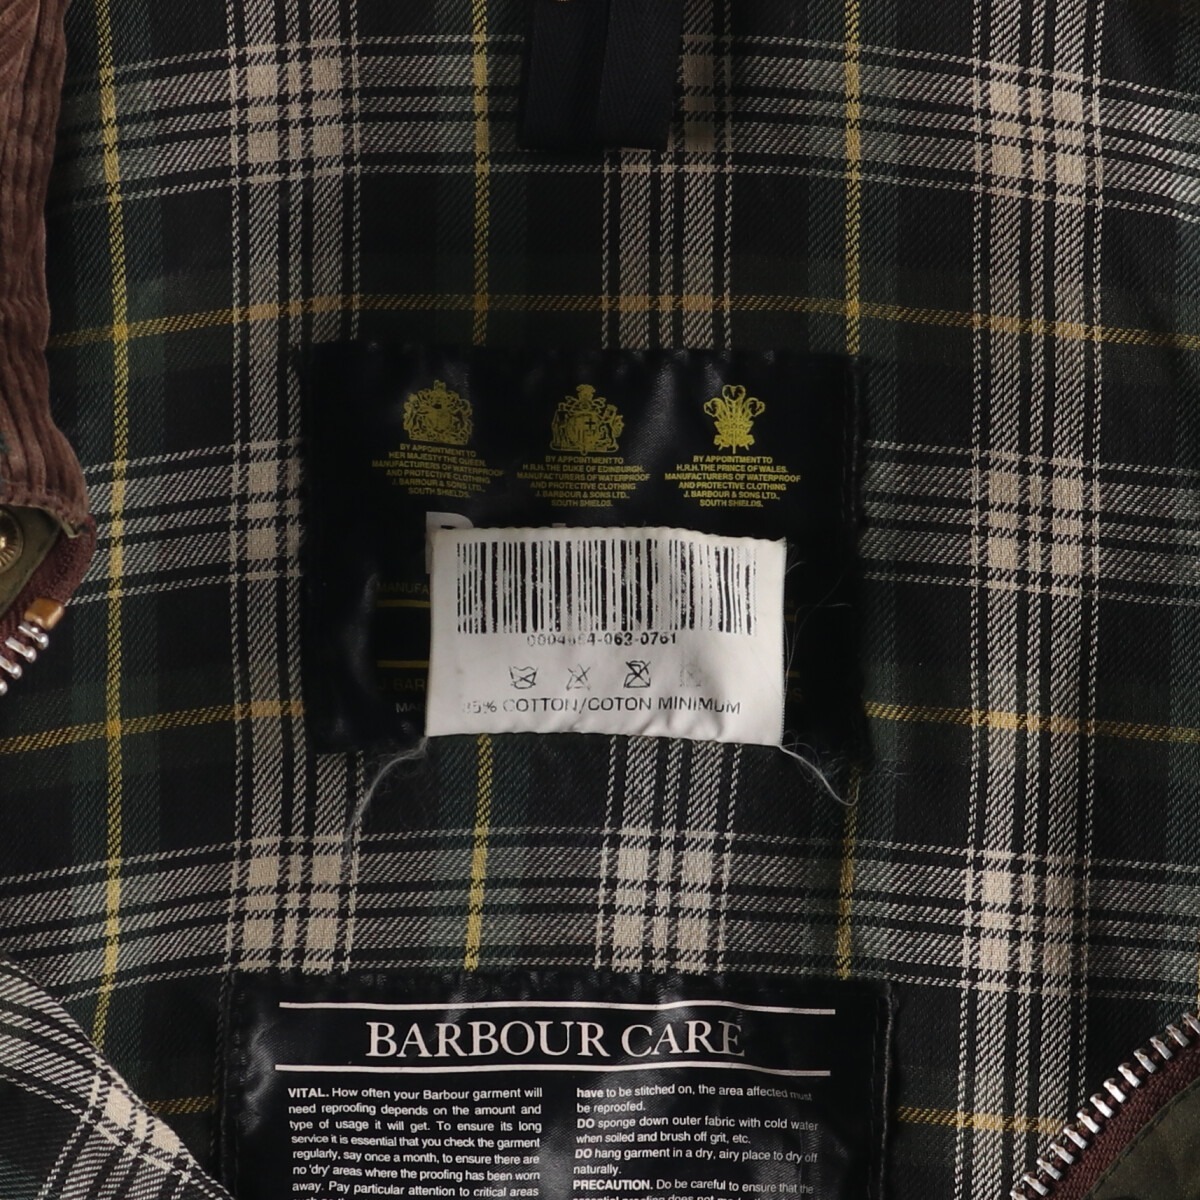 BY APPOINTMENT TO
HER MAJESTY THE QUEEN.
MANUFACTURERS OF WATERPROOF
AND PROTECTIVE CLOTHING
J. BARBOUR & SONS LTD.,
SOUTH SHIELDS.
BY APPOINTMENT TO
H.R.H. THE DUKE OF EDINBURGH.
MANUFACTURERS OF WATERPROOF
AND PROTECTIVE CLOTHING
J. BARBOUR & SONS LTD.,
SOUTH SHIELDS.
BY APPOINTMENT TO
H.R.H. THE PRINCE OF WALES.
MANUFACTURERS OF WATERPROOF
AND PROTECTIVE CLOTHING
J. BARBOUR & SONS LTD.,
SOUTH SHIELDS.
COTTON/COTON MINIMUM
BARBOUR CARE
VITAL. How often your Barbour garment will
need reproofing depends on the amount and
type of usage it will get. To ensure its long
service it is essential that you check the garment
regularly, say once a month, to ensure there are
no 'dry' areas where the proofing has been worn
away. Pay particular attention to critical areas
have to be stitched on, the area affected must
be reproofed.
DO sponge down outer fabric with cold water
when soiled and brush off grit, etc.
DO hang garment in a dry, airy place to dry off
naturally.
PRECAUTION. Do be careful to ensure that the